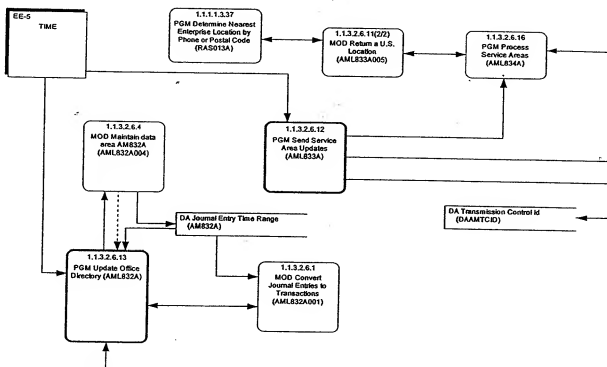 EE-5
TIME
1.1.1.1.3.37
PGM Determine Nearest
Enterprise Location by
Phone or Postal Code
(RAS013A)
1.1.3.2.6.11(2/2)
MOD Return a U.S.
Location
(AML833A005)
1.1.3.2.6.16
PGM Process
Service Areas
(AML834A)
1.1.3.2.6.4
MOD Maintain data
area AM832A
(AML832A004)
1.1.3.2.6.12
PGM Send Service
Area Updates
(AML833A)
DA Journal Entry Time Range
(AM832A)
DA Transmission Control Id
(DAAMTCID)
1.1.3.2.6.13
PGM Update Office
Directory (AML832A)
1.1.3.2.6.1
MOD Convert
Journal Entries to
Transactions
(AML832A001)